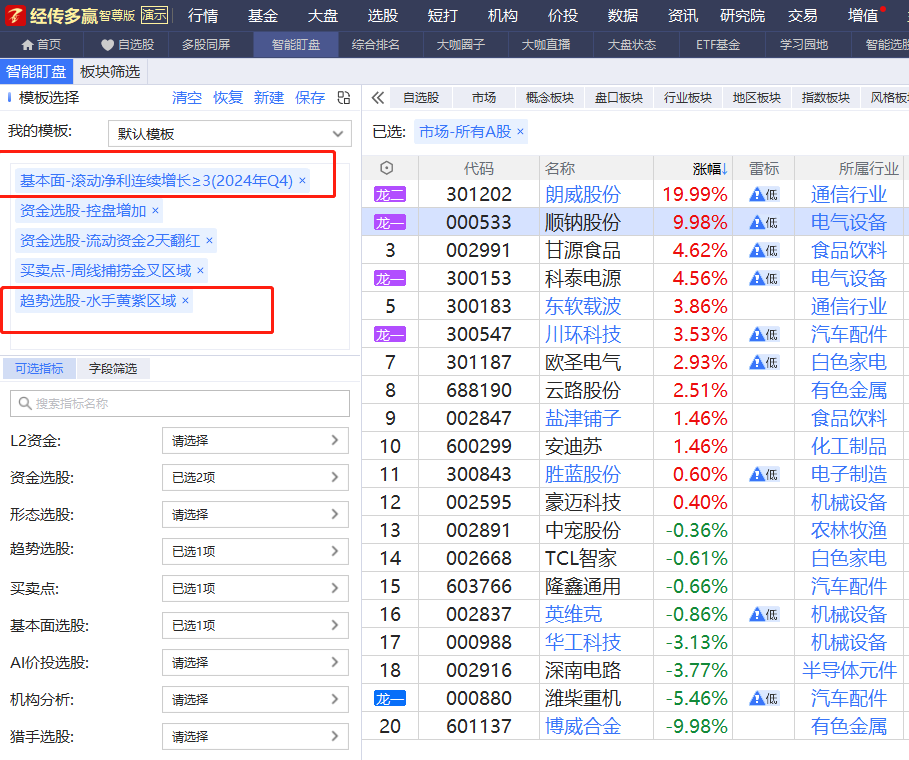 经传多赢 智尊版 演示 行情 基金 大盘 选股 短打 机构 价投 数据 资讯 研究院 交易 增值
首页 自选股 多股同屏 智能盯盘 综合排名 大咖圈子 大咖直播 大盘状态 ETF基金 学习园地 智能选股
智能盯盘 板块筛选
模板选择 清空 恢复 新建 保存
我的模板: 默认模板
基本面-滚动净利连续增长≥3(2024年Q4) ×
资金选股-控盘增加 ×
资金选股-流动资金2天翻红 ×
买卖点-周线捕捞金叉区域 ×
趋势选股-水手黄紫区域 ×
可选指标 字段筛选
搜索指标名称
L2资金: 请选择
资金选股: 已选2项
形态选股: 请选择
趋势选股: 已选1项
买卖点: 已选1项
基本面选股: 已选1项
AI价投选股: 请选择
机构分析: 请选择
猎手选股: 请选择
自选股 市场 概念板块 盘口板块 行业板块 地区板块 指数板块 风格板
已选: 市场-所有A股 ×
代码 名称 涨幅↓ 雷标 所属行业
龙二 301202 朗威股份 19.99% 低 通信行业
龙一 000533 顺钠股份 9.98% 低 电气设备
3 002991 甘源食品 4.62% 低 食品饮料
龙一 300153 科泰电源 4.56% 低 电气设备
5 300183 东软载波 3.86% 通信行业
龙一 300547 川环科技 3.53% 低 汽车配件
7 301187 欧圣电气 2.93% 低 白色家电
8 688190 云路股份 2.51% 有色金属
9 002847 盐津铺子 1.46% 食品饮料
10 600299 安迪苏 1.46% 化工制品
11 300843 胜蓝股份 0.60% 低 电子制造
12 002595 豪迈科技 0.40% 机械设备
13 002891 中宠股份 -0.36% 农林牧渔
14 002668 TCL智家 -0.61% 白色家电
15 603766 隆鑫通用 -0.66% 汽车配件
16 002837 英维克 -0.86% 低 机械设备
17 000988 华工科技 -3.13% 机械设备
18 002916 深南电路 -3.77% 半导体元件
龙一 000880 潍柴重机 -5.46% 低 汽车配件
20 601137 博威合金 -9.98% 有色金属